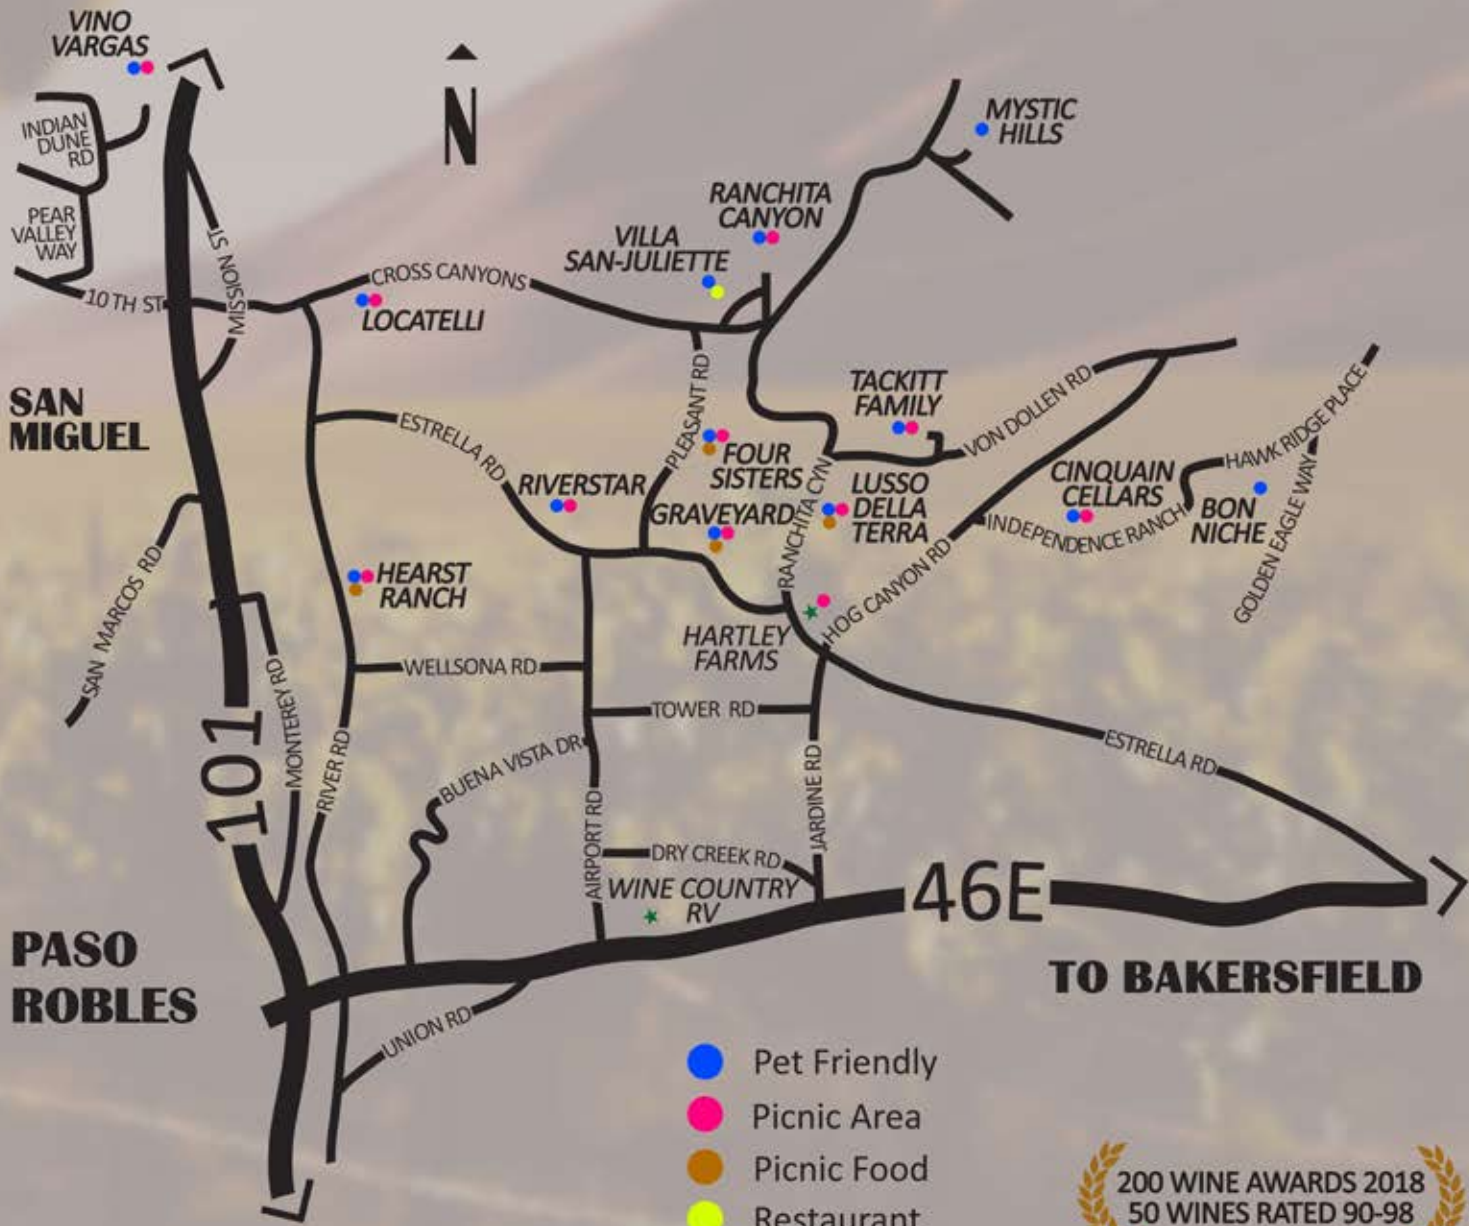 VINO
VARGAS
N
INDIAN
DUNE
RD
PEAR
VALLEY
WAY
10 TH ST
MISSION ST
CROSS CANYONS
LOCATELLI
VILLA
SAN-JULIETTE
RANCHITA
CANYON
MYSTIC
HILLS
SAN
MIGUEL
ESTRELLA RD
PLEASANT RD
TACKITT
FAMILY
VON DOLLEN RD
HAWK RIDGE PLACE
RIVERSTAR
FOUR
SISTERS
GRAVEYARD
RANCHITA CYN
LUSSO
DELLA
TERRA
CINQUAIN
CELLARS
INDEPENDENCE RANCH
BON
NICHE
GOLDEN EAGLE WAY
SAN MARCOS RD
HEARST
RANCH
HOG CANYON RD
HARTLEY
FARMS
WELLSONA RD
TOWER RD
MONTEREY RD
101
RIVER RD
BUENA VISTA DR
AIRPORT RD
JARDINE RD
ESTRELLA RD
DRY CREEK RD
WINE COUNTRY
RV
46E
PASO
ROBLES
TO BAKERSFIELD
UNION RD
Pet Friendly
Picnic Area
Picnic Food
Restaurant
200 WINE AWARDS 2018
50 WINES RATED 90-98